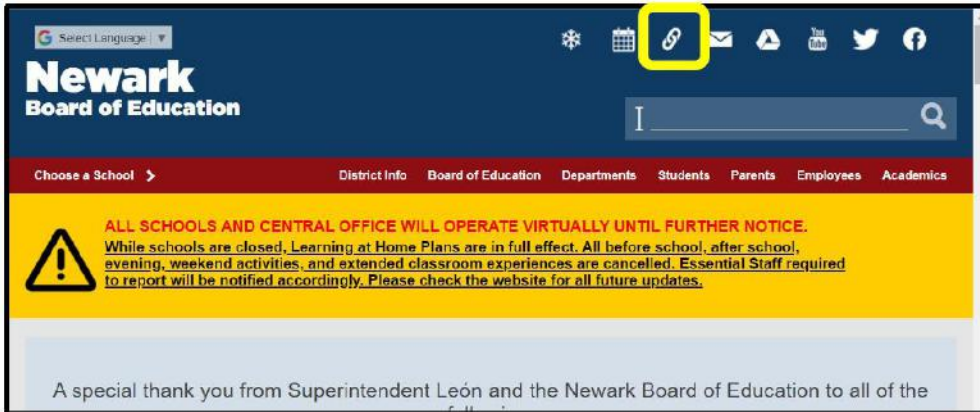 Select Language ▼
Newark
Board of Education
You
Tube
Choose a School
District Info Board of Education Departments Students Parents Employees Academics
ALL SCHOOLS AND CENTRAL OFFICE WILL OPERATE VIRTUALLY UNTIL FURTHER NOTICE.
While schools are closed, Learning at Home Plans are in full effect. All before school, after school,
evening, weekend activities, and extended classroom experiences are cancelled. Essential Staff required
to report will be notified accordingly. Please check the website for all future updates.
A special thank you from Superintendent León and the Newark Board of Education to all of the